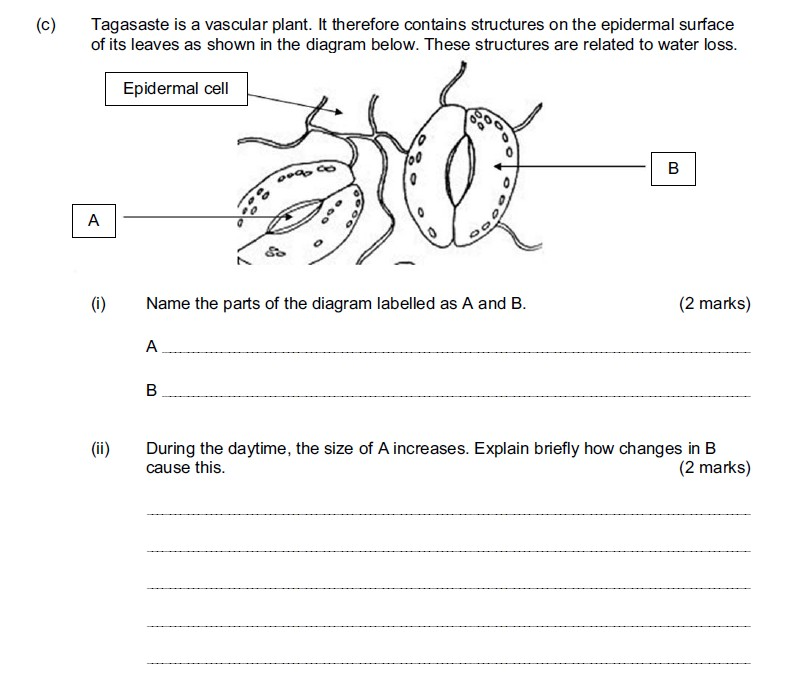 (c) Tagasaste is a vascular plant. It therefore contains structures on the epidermal surface
of its leaves as shown in the diagram below. These structures are related to water loss.
Epidermal cell
B
A
(i) Name the parts of the diagram labelled as A and B. (2 marks)
A
B
(ii) During the daytime, the size of A increases. Explain briefly how changes in B
cause this. (2 marks)